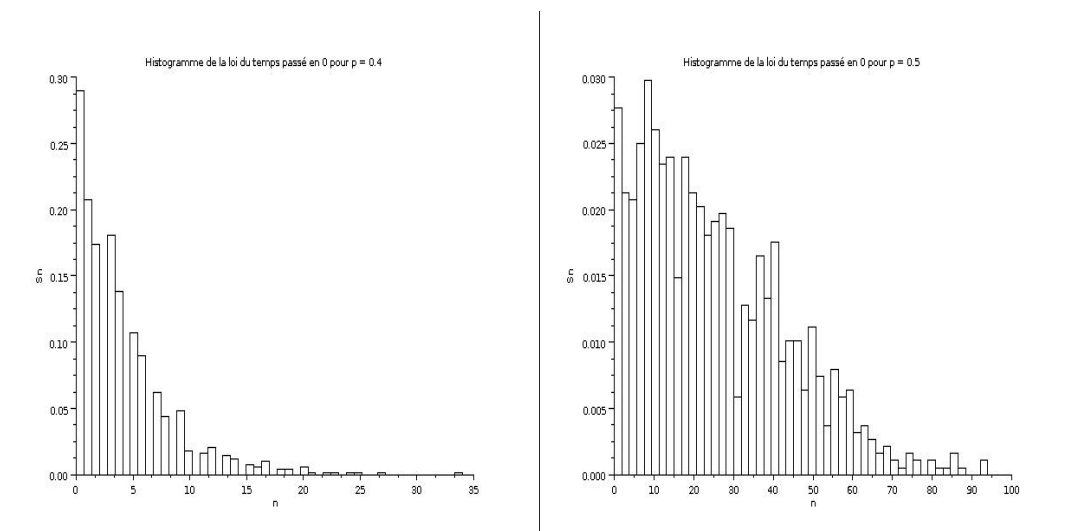 Histogramme de la loi du temps passé en 0 pour p = 0.4
0.30
0.25
0.20
0.15
0.10
0.05
0.00
Sn
0 5 10 15 20 25 30 35
n
Histogramme de la loi du temps passé en 0 pour p = 0.5
0.030
0.025
0.020
0.015
0.010
0.005
0.000
Sn
0 10 20 30 40 50 60 70 80 90 100
n